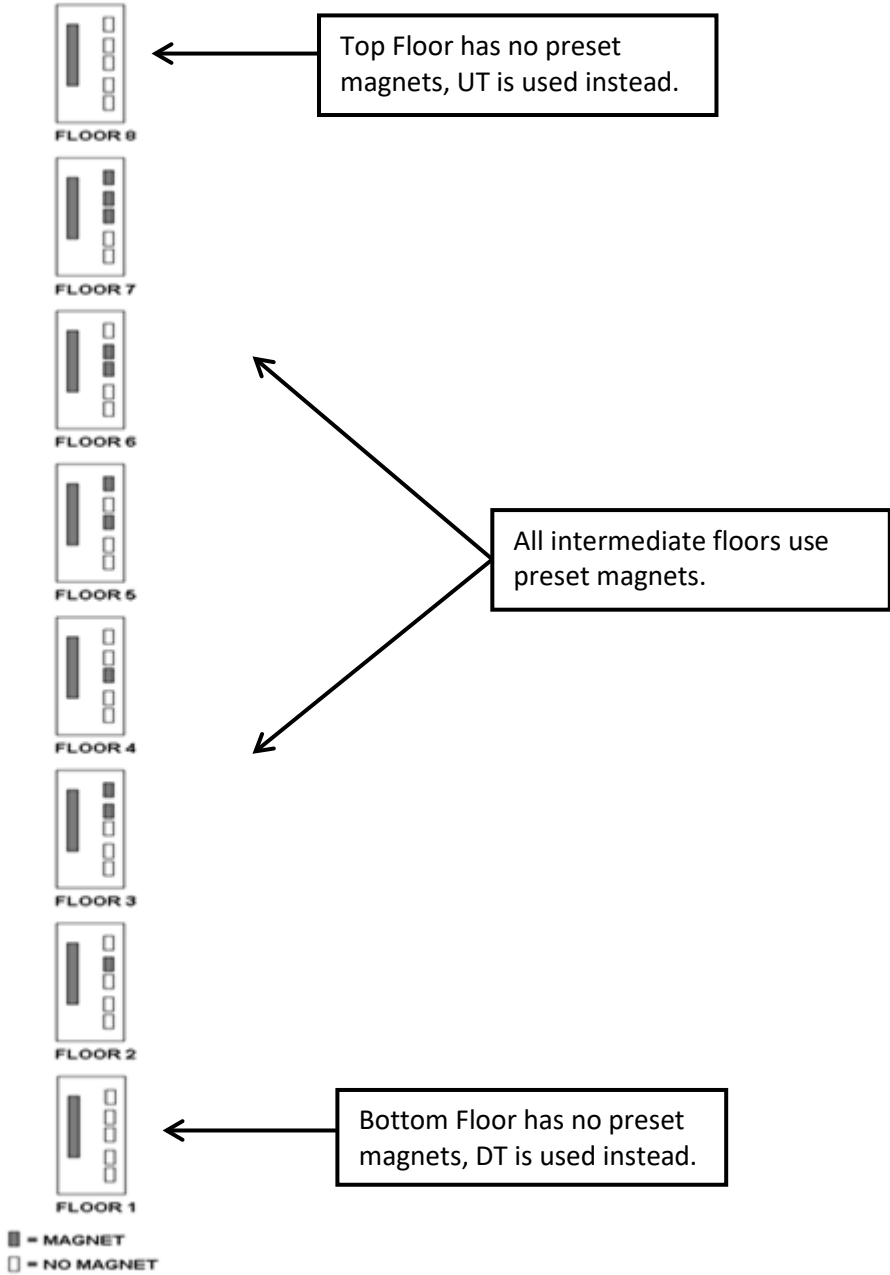 Top Floor has no preset
magnets, UT is used instead.
FLOOR 8
FLOOR 7
FLOOR 6
All intermediate floors use
preset magnets.
FLOOR 5
FLOOR 4
FLOOR 3
FLOOR 2
Bottom Floor has no preset
magnets, DT is used instead.
FLOOR 1
= MAGNET
= NO MAGNET